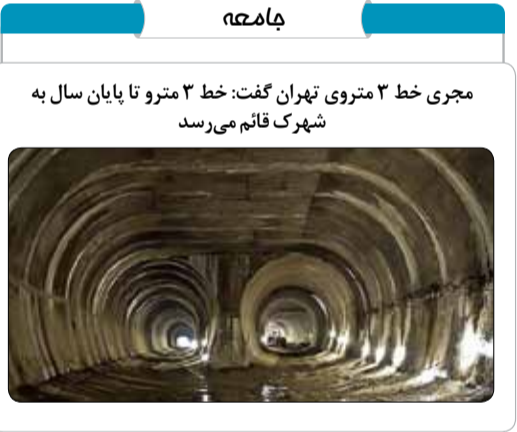 جامعه
مجری خط ۳ متروی تهران گفت: خط ۳ مترو تا پایان سال به
شهرک قائم می‌رسد